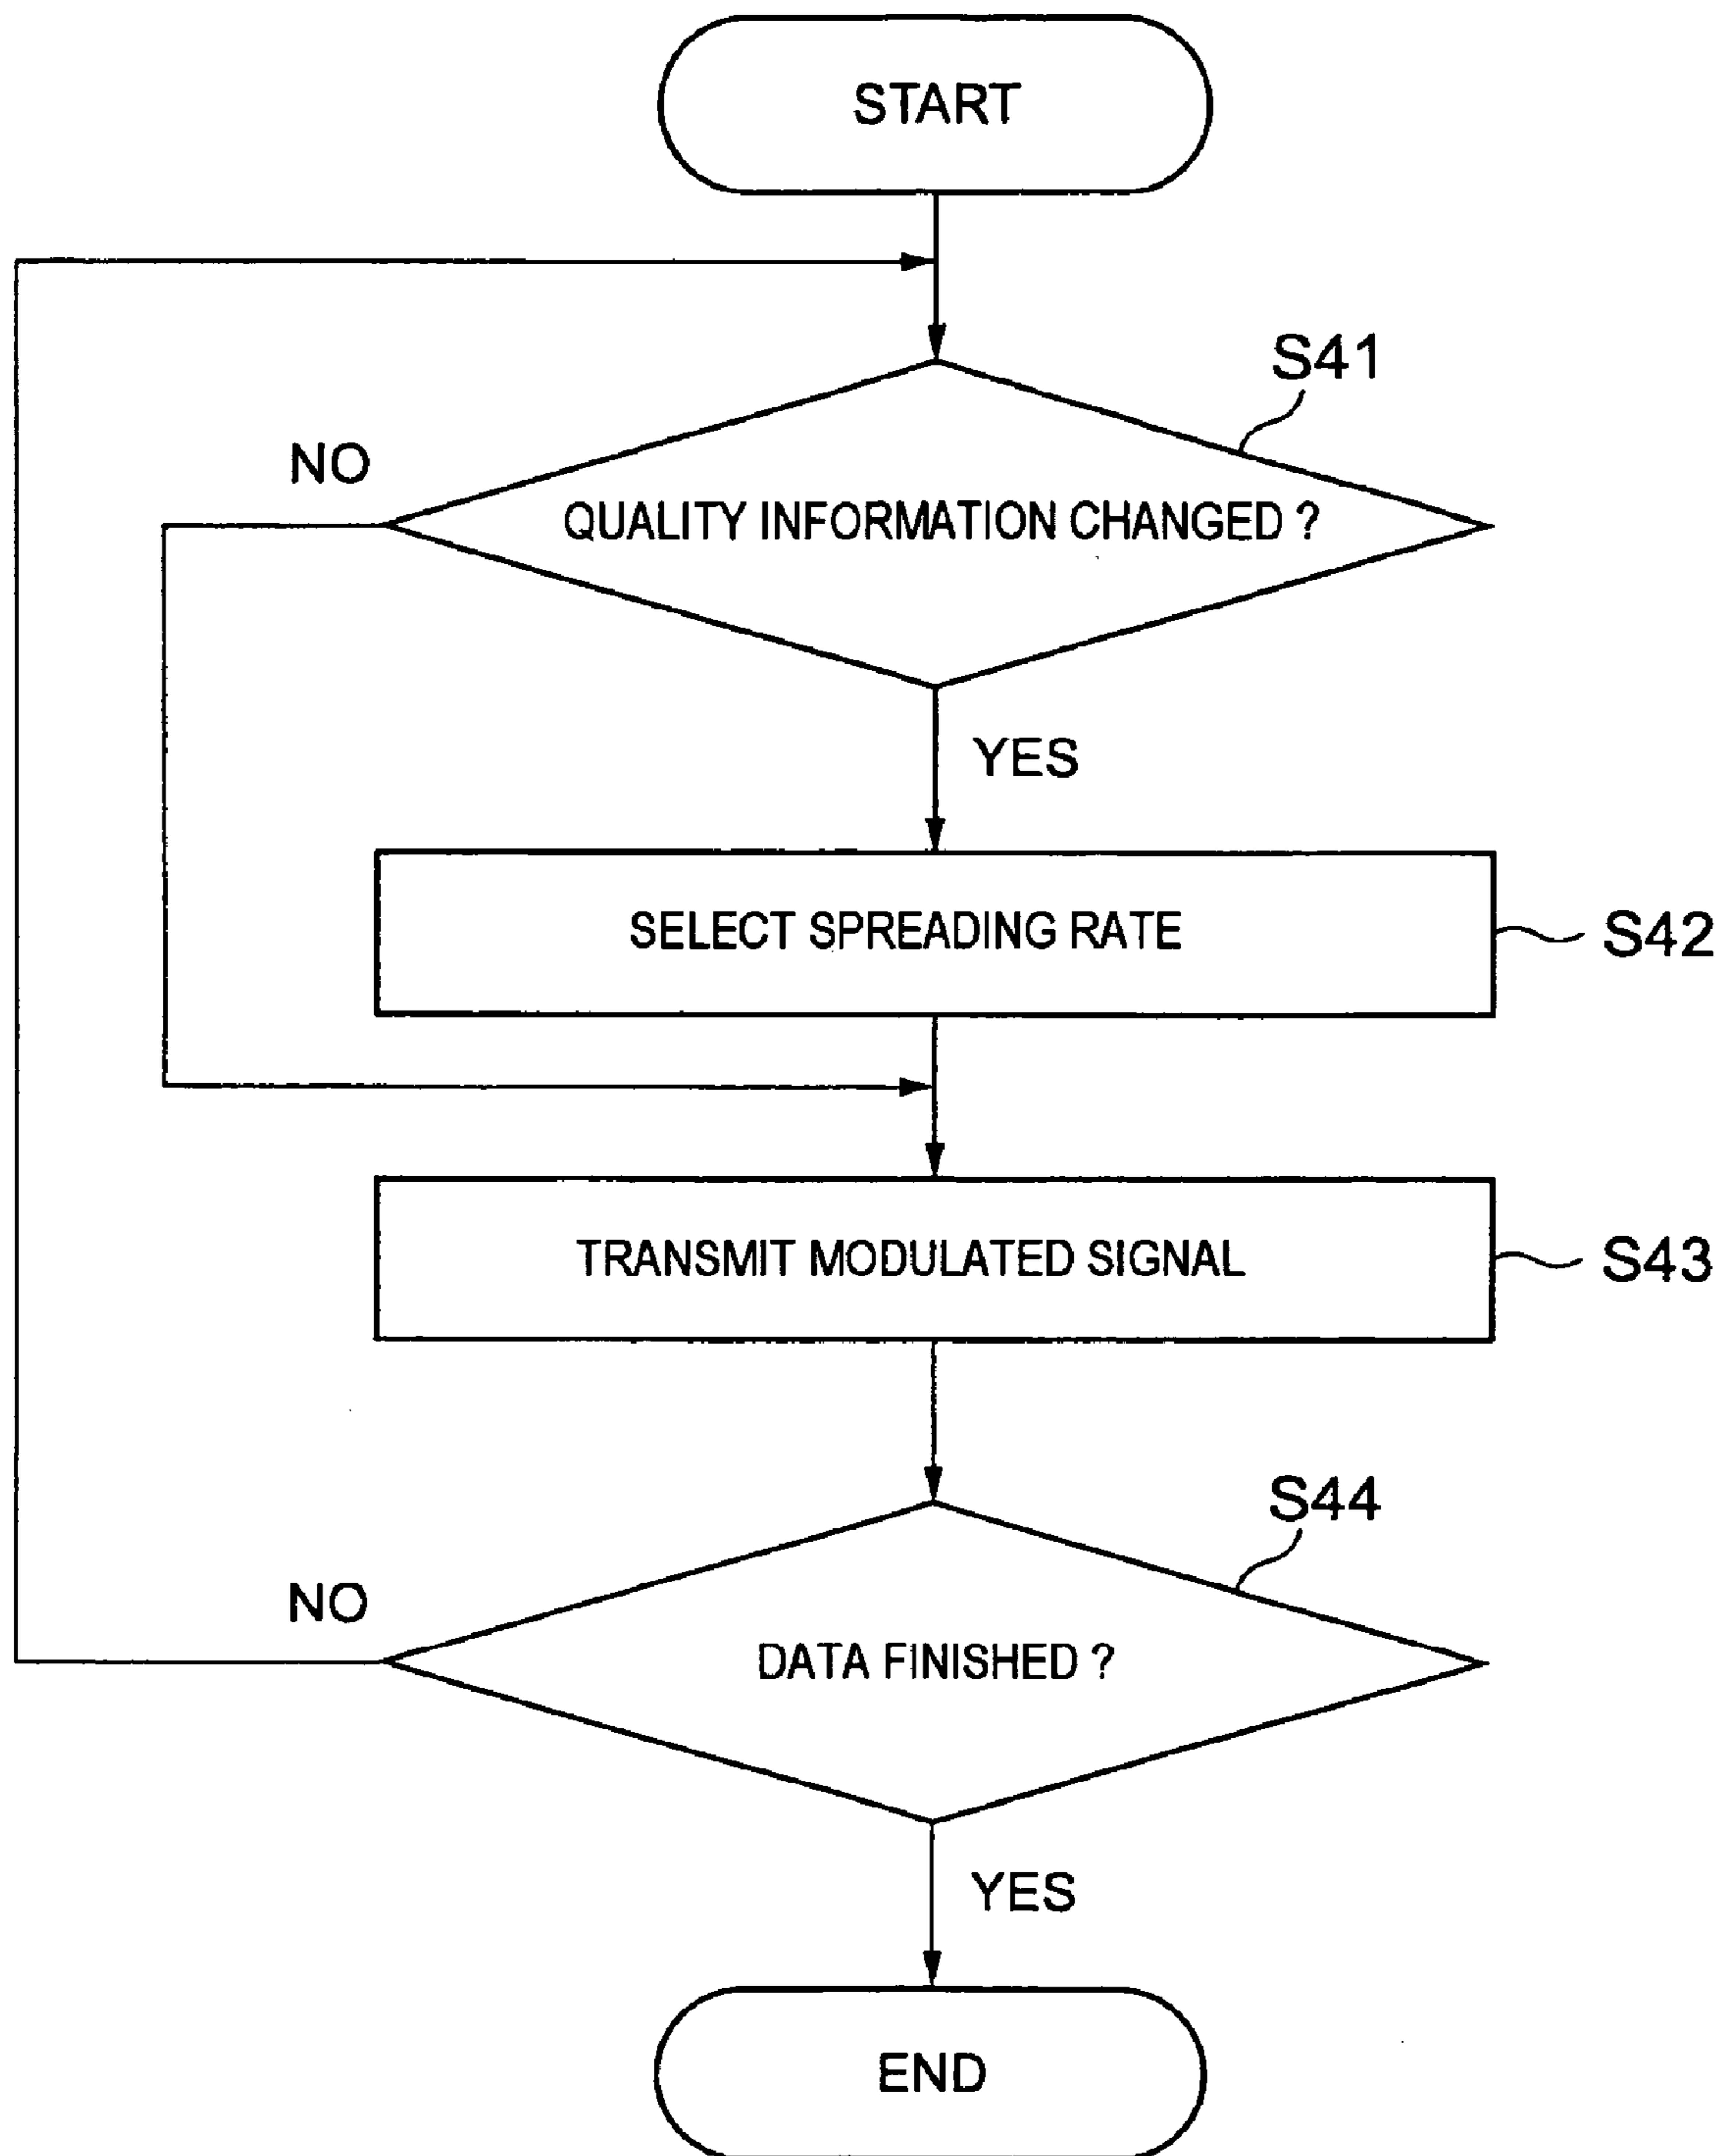 START
S41
NO
QUALITY INFORMATION CHANGED ?
YES
SELECT SPREADING RATE
S42
TRANSMIT MODULATED SIGNAL
S43
S44
NO
DATA FINISHED ?
YES
END